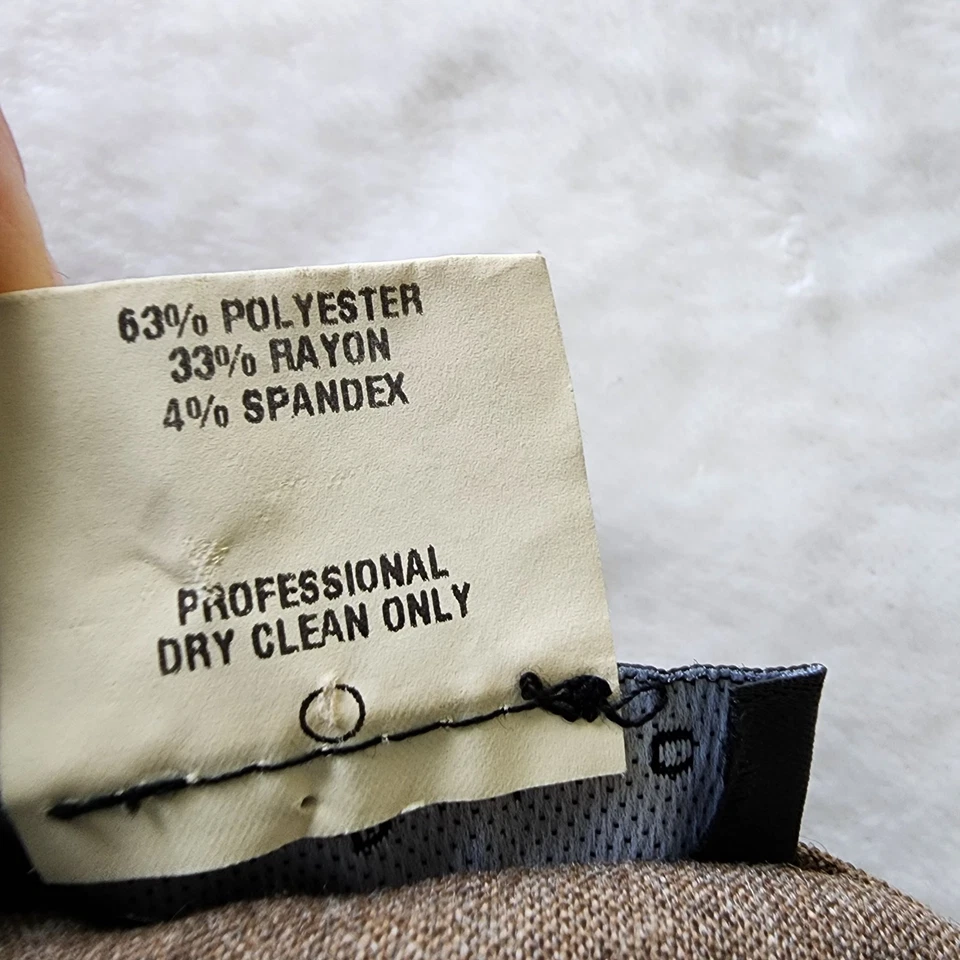 63% POLYESTER
33% RAYON
4% SPANDEX
PROFESSIONAL
DRY CLEAN ONLY